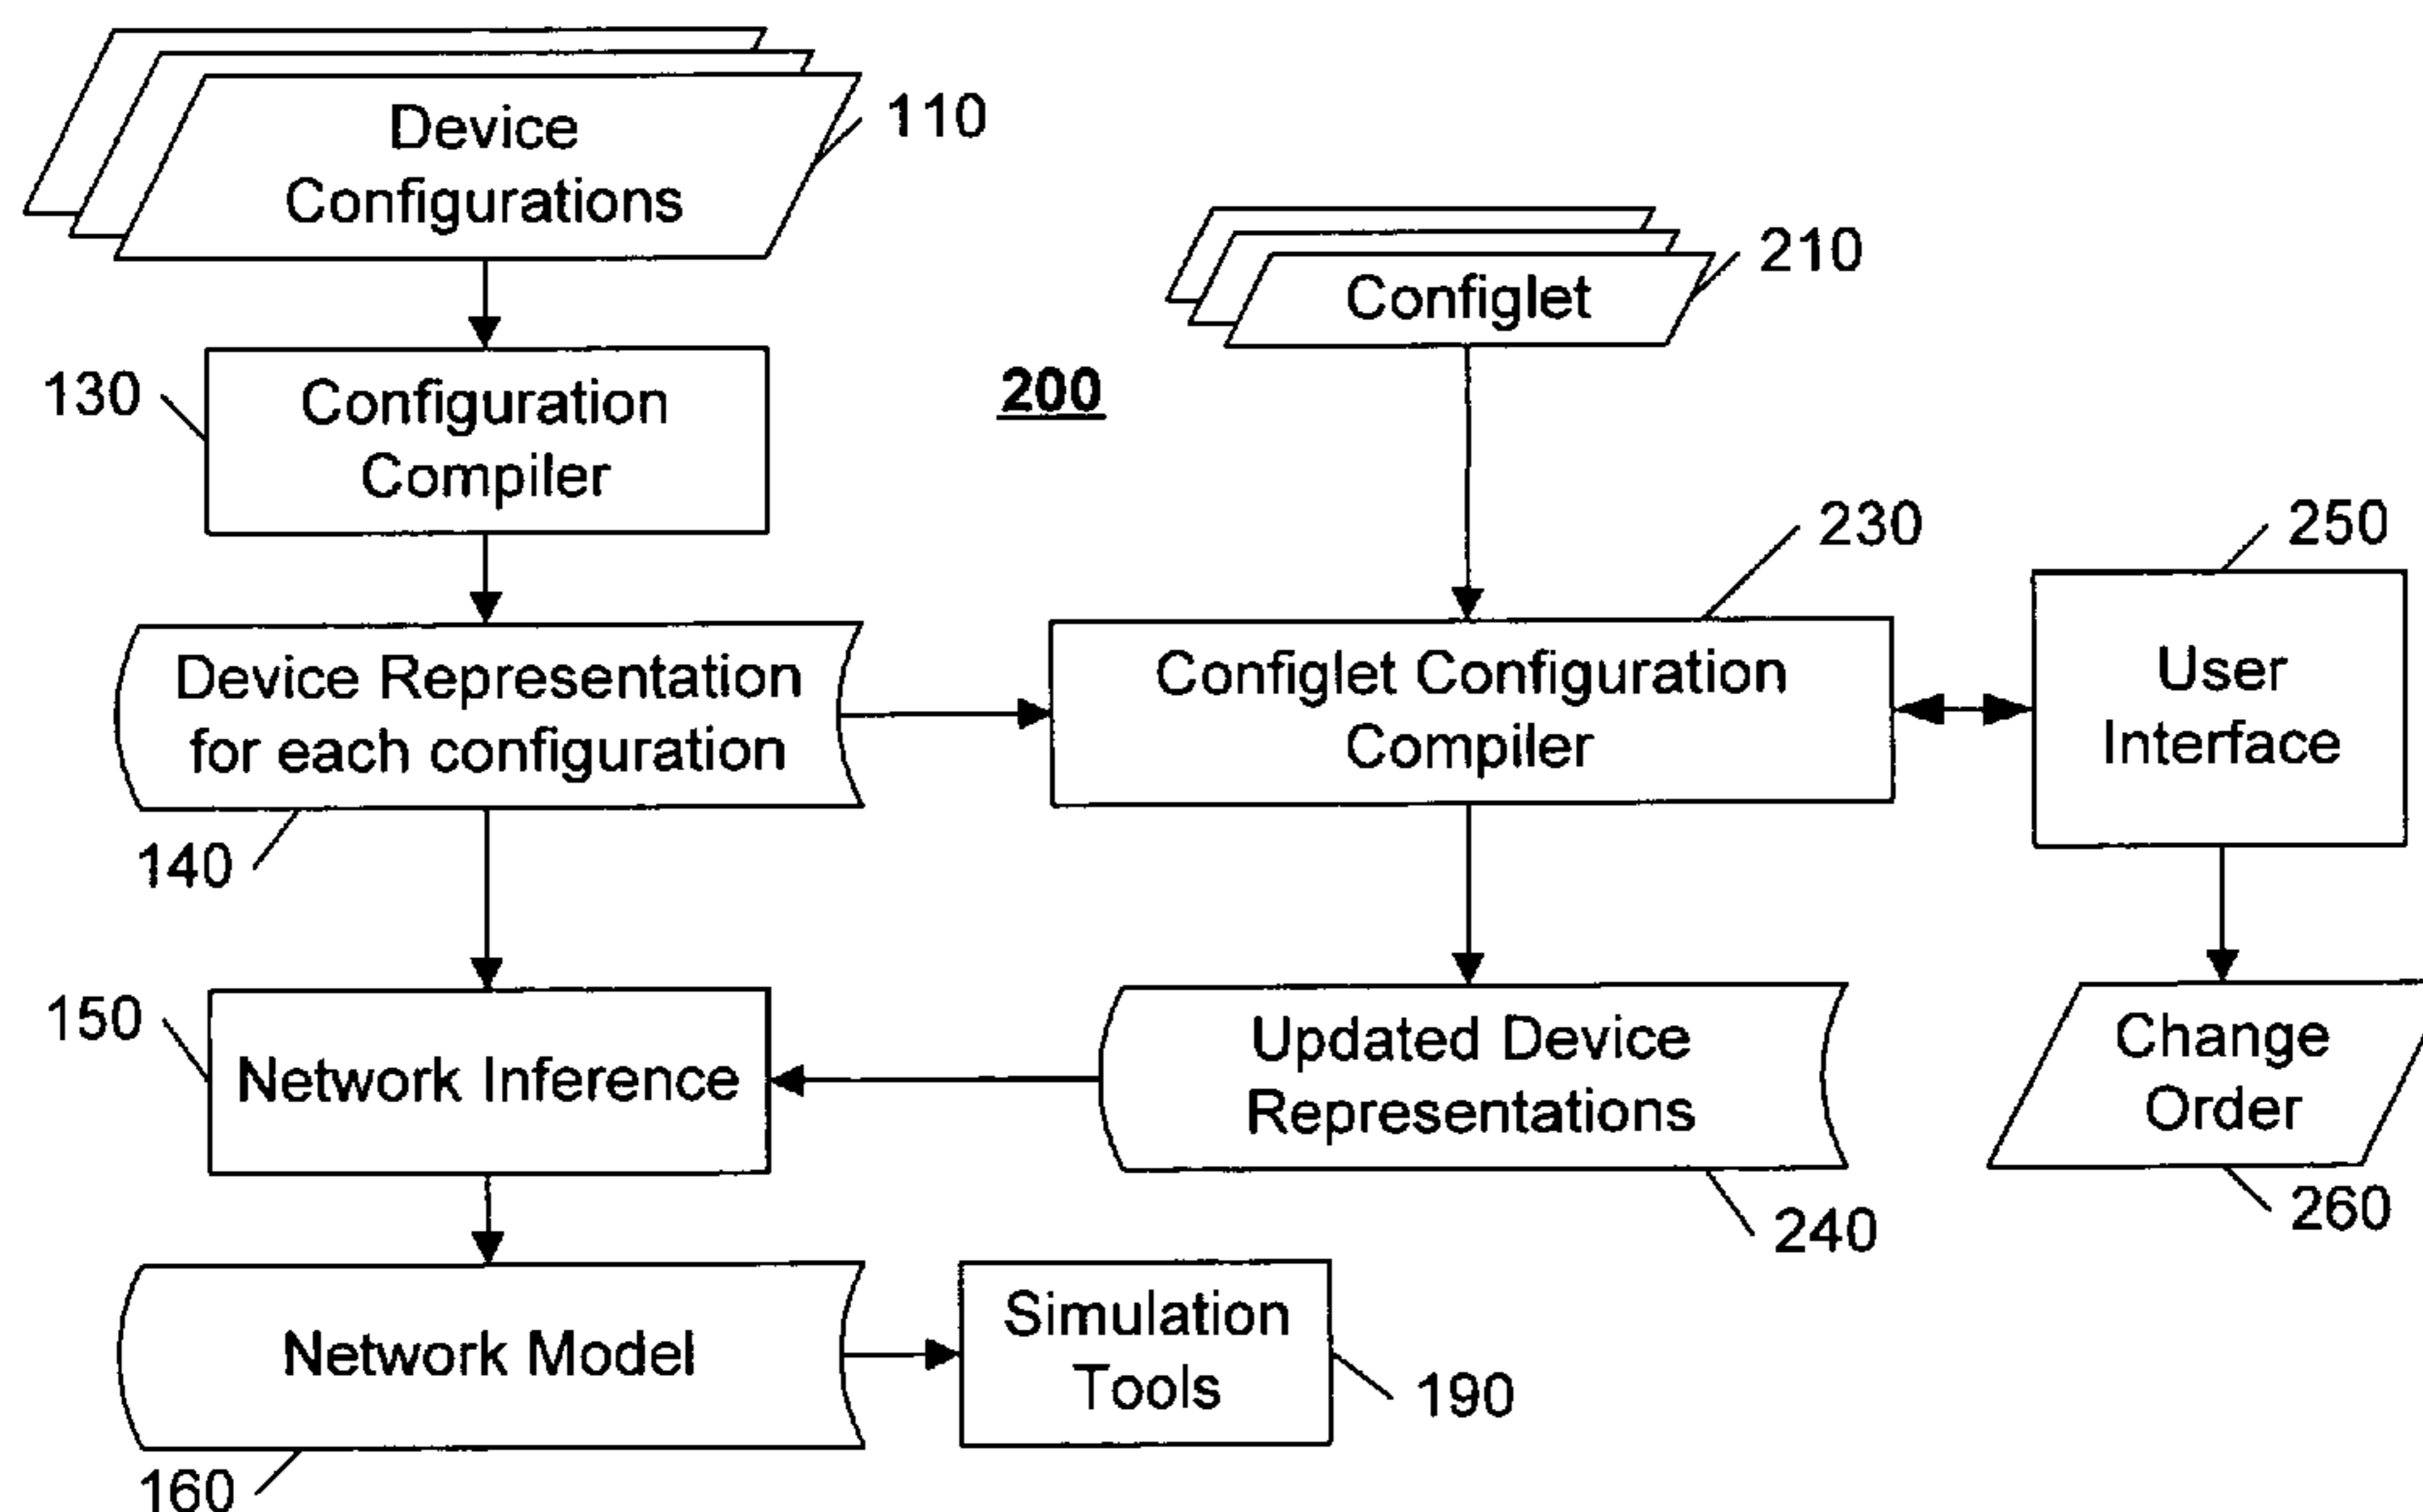 Device
Configurations
110
Configlet
210
130
Configuration
Compiler
200
230
250
Device Representation
for each configuration
140
Configlet Configuration
Compiler
User
Interface
150
Network Inference
Updated Device
Representations
240
Change
Order
260
Network Model
160
Simulation
Tools
190